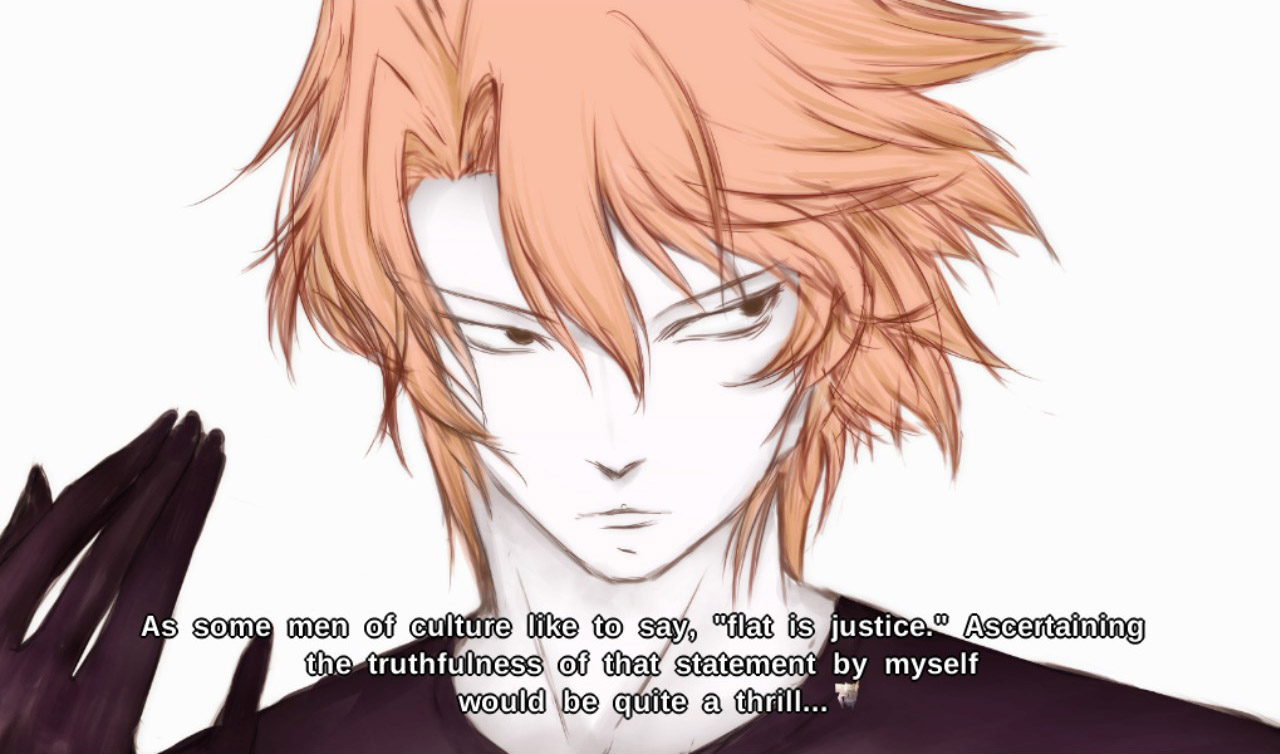 As some men of culture like to say, "flat is justice." Ascertaining
the truthfulness of that statement by myself
would be quite a thrill...